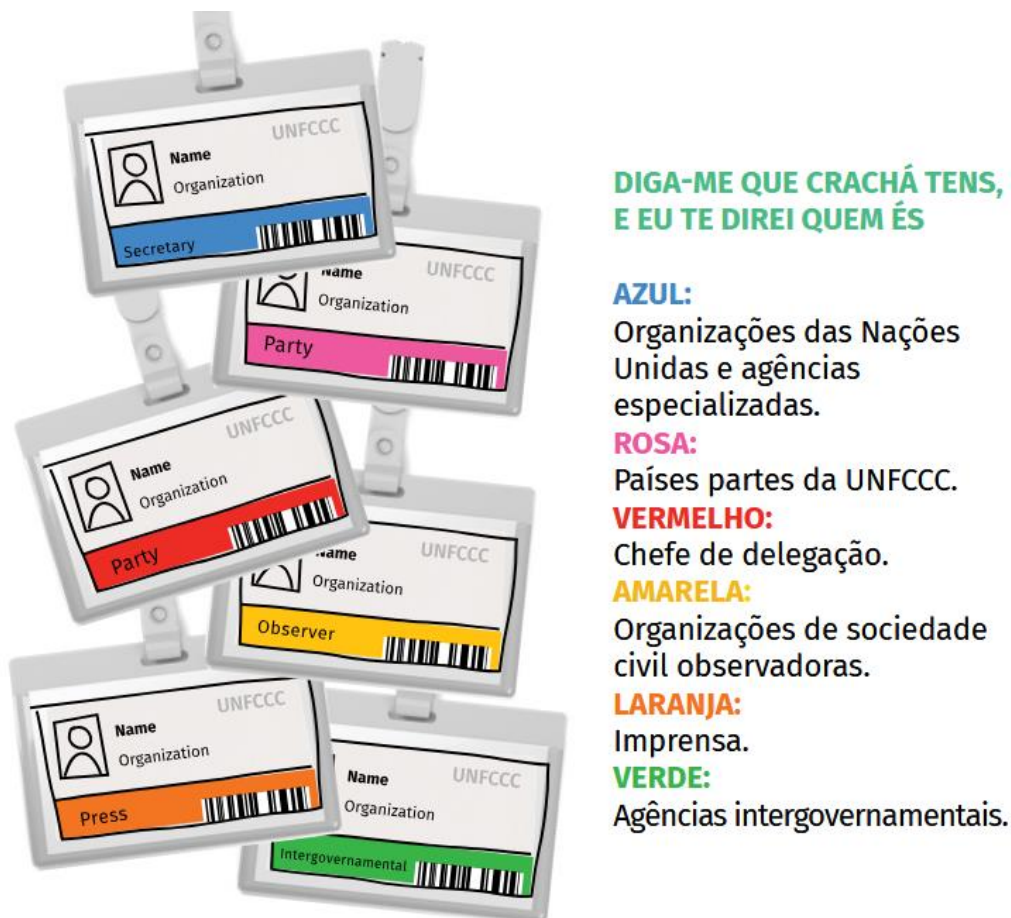 UNFCCC
Name
Organization
Secretary
UNFCCC
Name
Organization
Party
UNFCCC
Name
Organization
Party
UNFCCC
Name
Organization
Observer
UNFCCC
Name
Organization
Press
UNFCCC
Name
Organization
Intergovernamental
DIGA-ME QUE CRACHÁ TENS,
E EU TE DIREI QUEM ÉS
AZUL:
Organizações das Nações
Unidas e agências
especializadas.
ROSA:
Países partes da UNFCCC.
VERMELHO:
Chefe de delegação.
AMARELA:
Organizações de sociedade
civil observadoras.
LARANJA:
Imprensa.
VERDE:
Agências intergovernamentais.